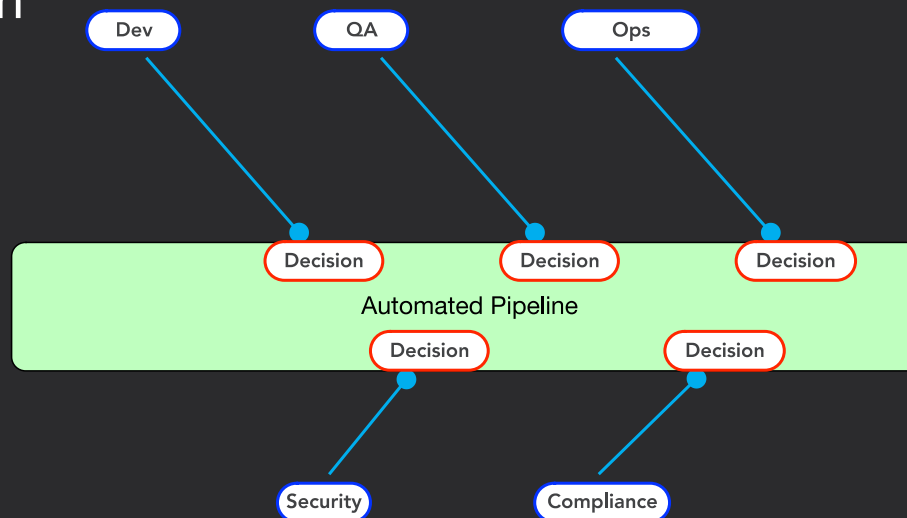 Dev
QA
Ops
Decision
Decision
Decision
Automated Pipeline
Decision
Decision
Security
Compliance